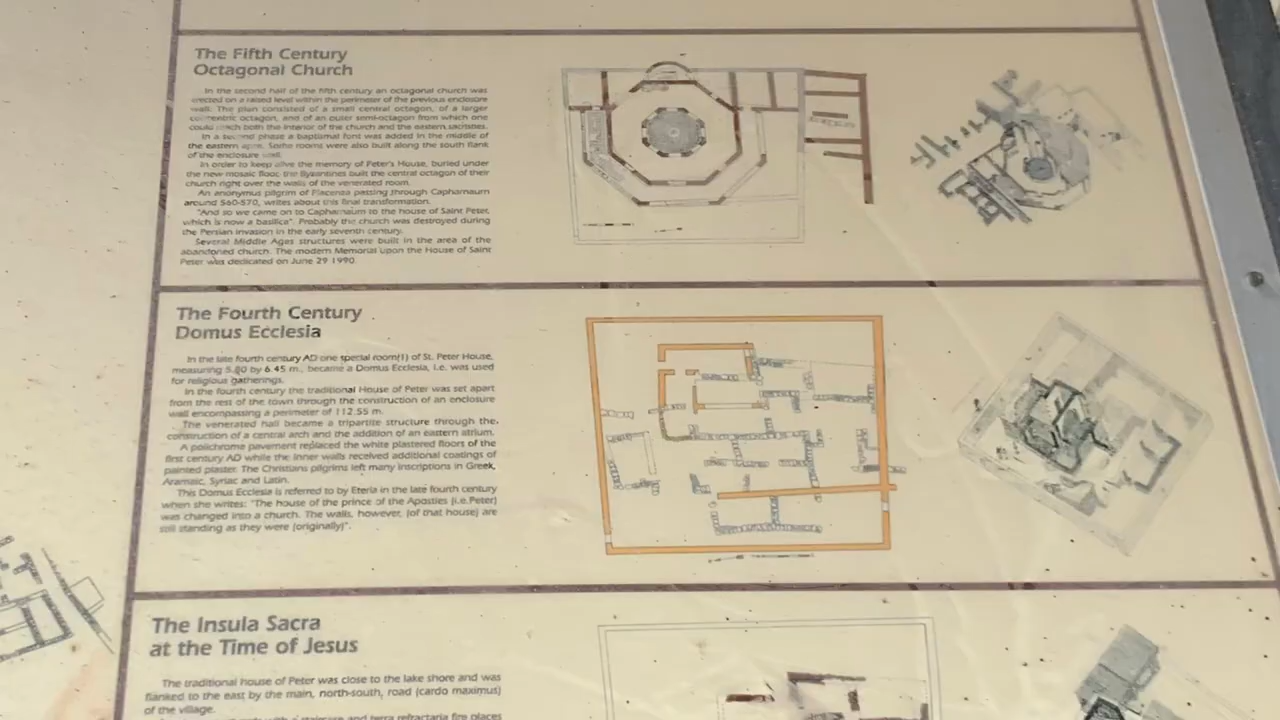 The Fifth Century
Octagonal Church
In the second half of the fifth century an octagonal church was
erected on a raised level within the perimeter of the previous enclosure
wall. The plan consisted of a small central octagon, of a larger
concentric octagon, and of an outer semi-octagon from which one
could reach both the interior of the church and the eastern sacristies.
In a second phase a baptismal font was added in the middle of
the eastern apse. Some rooms were also built along the south flank
of the enclosure wall.
In order to keep alive the memory of Peter's House, buried under
the new mosaic floor, the Byzantines built the central octagon of their
church right over the walls of the venerated room.
An anonymus pilgrim of Placenza passing through Capharnaum
around 560-570, writes about this final transformation.
"And so we came on to Capharnaum to the house of Saint Peter,
which is now a basilica". Probably the church was destroyed during
the Persian invasion in the early seventh century.
Several Middle Ages structures were built in the area of the
abandoned church. The modern Memorial upon the House of Saint
Peter was dedicated on June 29 1990.
The Fourth Century
Domus Ecclesia
In the late fourth century AD one special room(1) of St. Peter House,
measuring 5.80 by 6.45 m., became a Domus Ecclesia, i.e. was used
for religious gatherings.
In the fourth century the traditional House of Peter was set apart
from the rest of the town through the construction of an enclosure
wall encompassing a perimeter of 112.55 m.
The venerated hall became a tripartite structure through the
construction of a central arch and the addition of an eastern atrium.
A polichrome pavement replaced the white plastered floors of the
first century AD while the inner walls received additional coatings of
painted plaster. The Christians pilgrims left many inscriptions in Greek,
Aramaic, Syriac and Latin.
This Domus Ecclesia is referred to by Eteria in the late fourth century
when she writes: "The house of the prince of the Apostles (i.e.Peter)
was changed into a church. The walls, however, (of that house) are
still standing as they were (originally)".
The Insula Sacra
at the Time of Jesus
The traditional house of Peter was close to the lake shore and was
flanked to the east by the main, north-south, road (cardo maximus)
of the village.
with a staircase and terra refractaria fire places